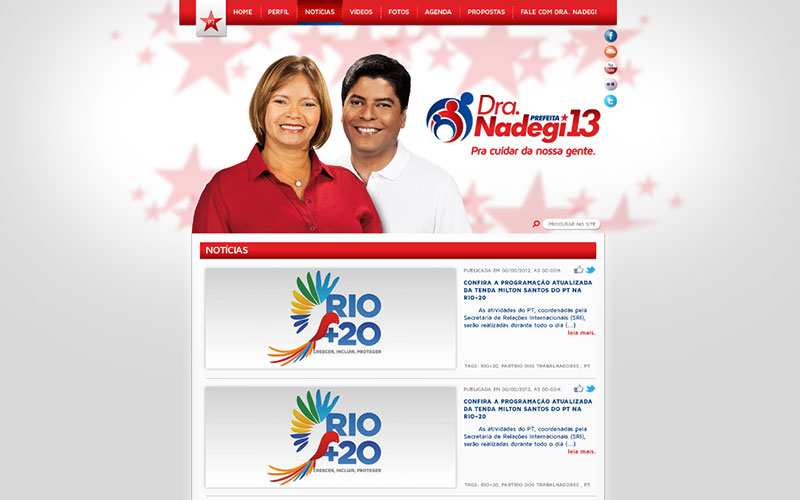 PT
HOME
PERFIL
NOTÍCIAS
VÍDEOS
FOTOS
AGENDA
PROPOSTAS
FALE COM DRA. NADEGI
You
Dra.
PREFEITA
Nadegi 13
Pra cuidar da nossa gente.
PROCURAR NO SITE
NOTÍCIAS
RIO
+20
CRESCER, INCLUIR, PROTEGER
PUBLICADA EM 00/00/2012, ÀS 00:00H.
CONFIRA A PROGRAMAÇÃO ATUALIZADA
DA TENDA MILTON SANTOS DO PT NA
RIO+20
As atividades do PT, coordenadas pela
Secretaria de Relações Internacionais (SRI),
serão realizadas durante todo o dia (...)
leia mais.
TAGS: RIO+20, PARTIDO DOS TRABALHADORES , PT.
RIO
+20
CRESCER, INCLUIR, PROTEGER
PUBLICADA EM 00/00/2012, ÀS 00:00H.
CONFIRA A PROGRAMAÇÃO ATUALIZADA
DA TENDA MILTON SANTOS DO PT NA
RIO+20
As atividades do PT, coordenadas pela
Secretaria de Relações Internacionais (SRI),
serão realizadas durante todo o dia (...)
leia mais.
TAGS: RIO+20, PARTIDO DOS TRABALHADORES , PT.